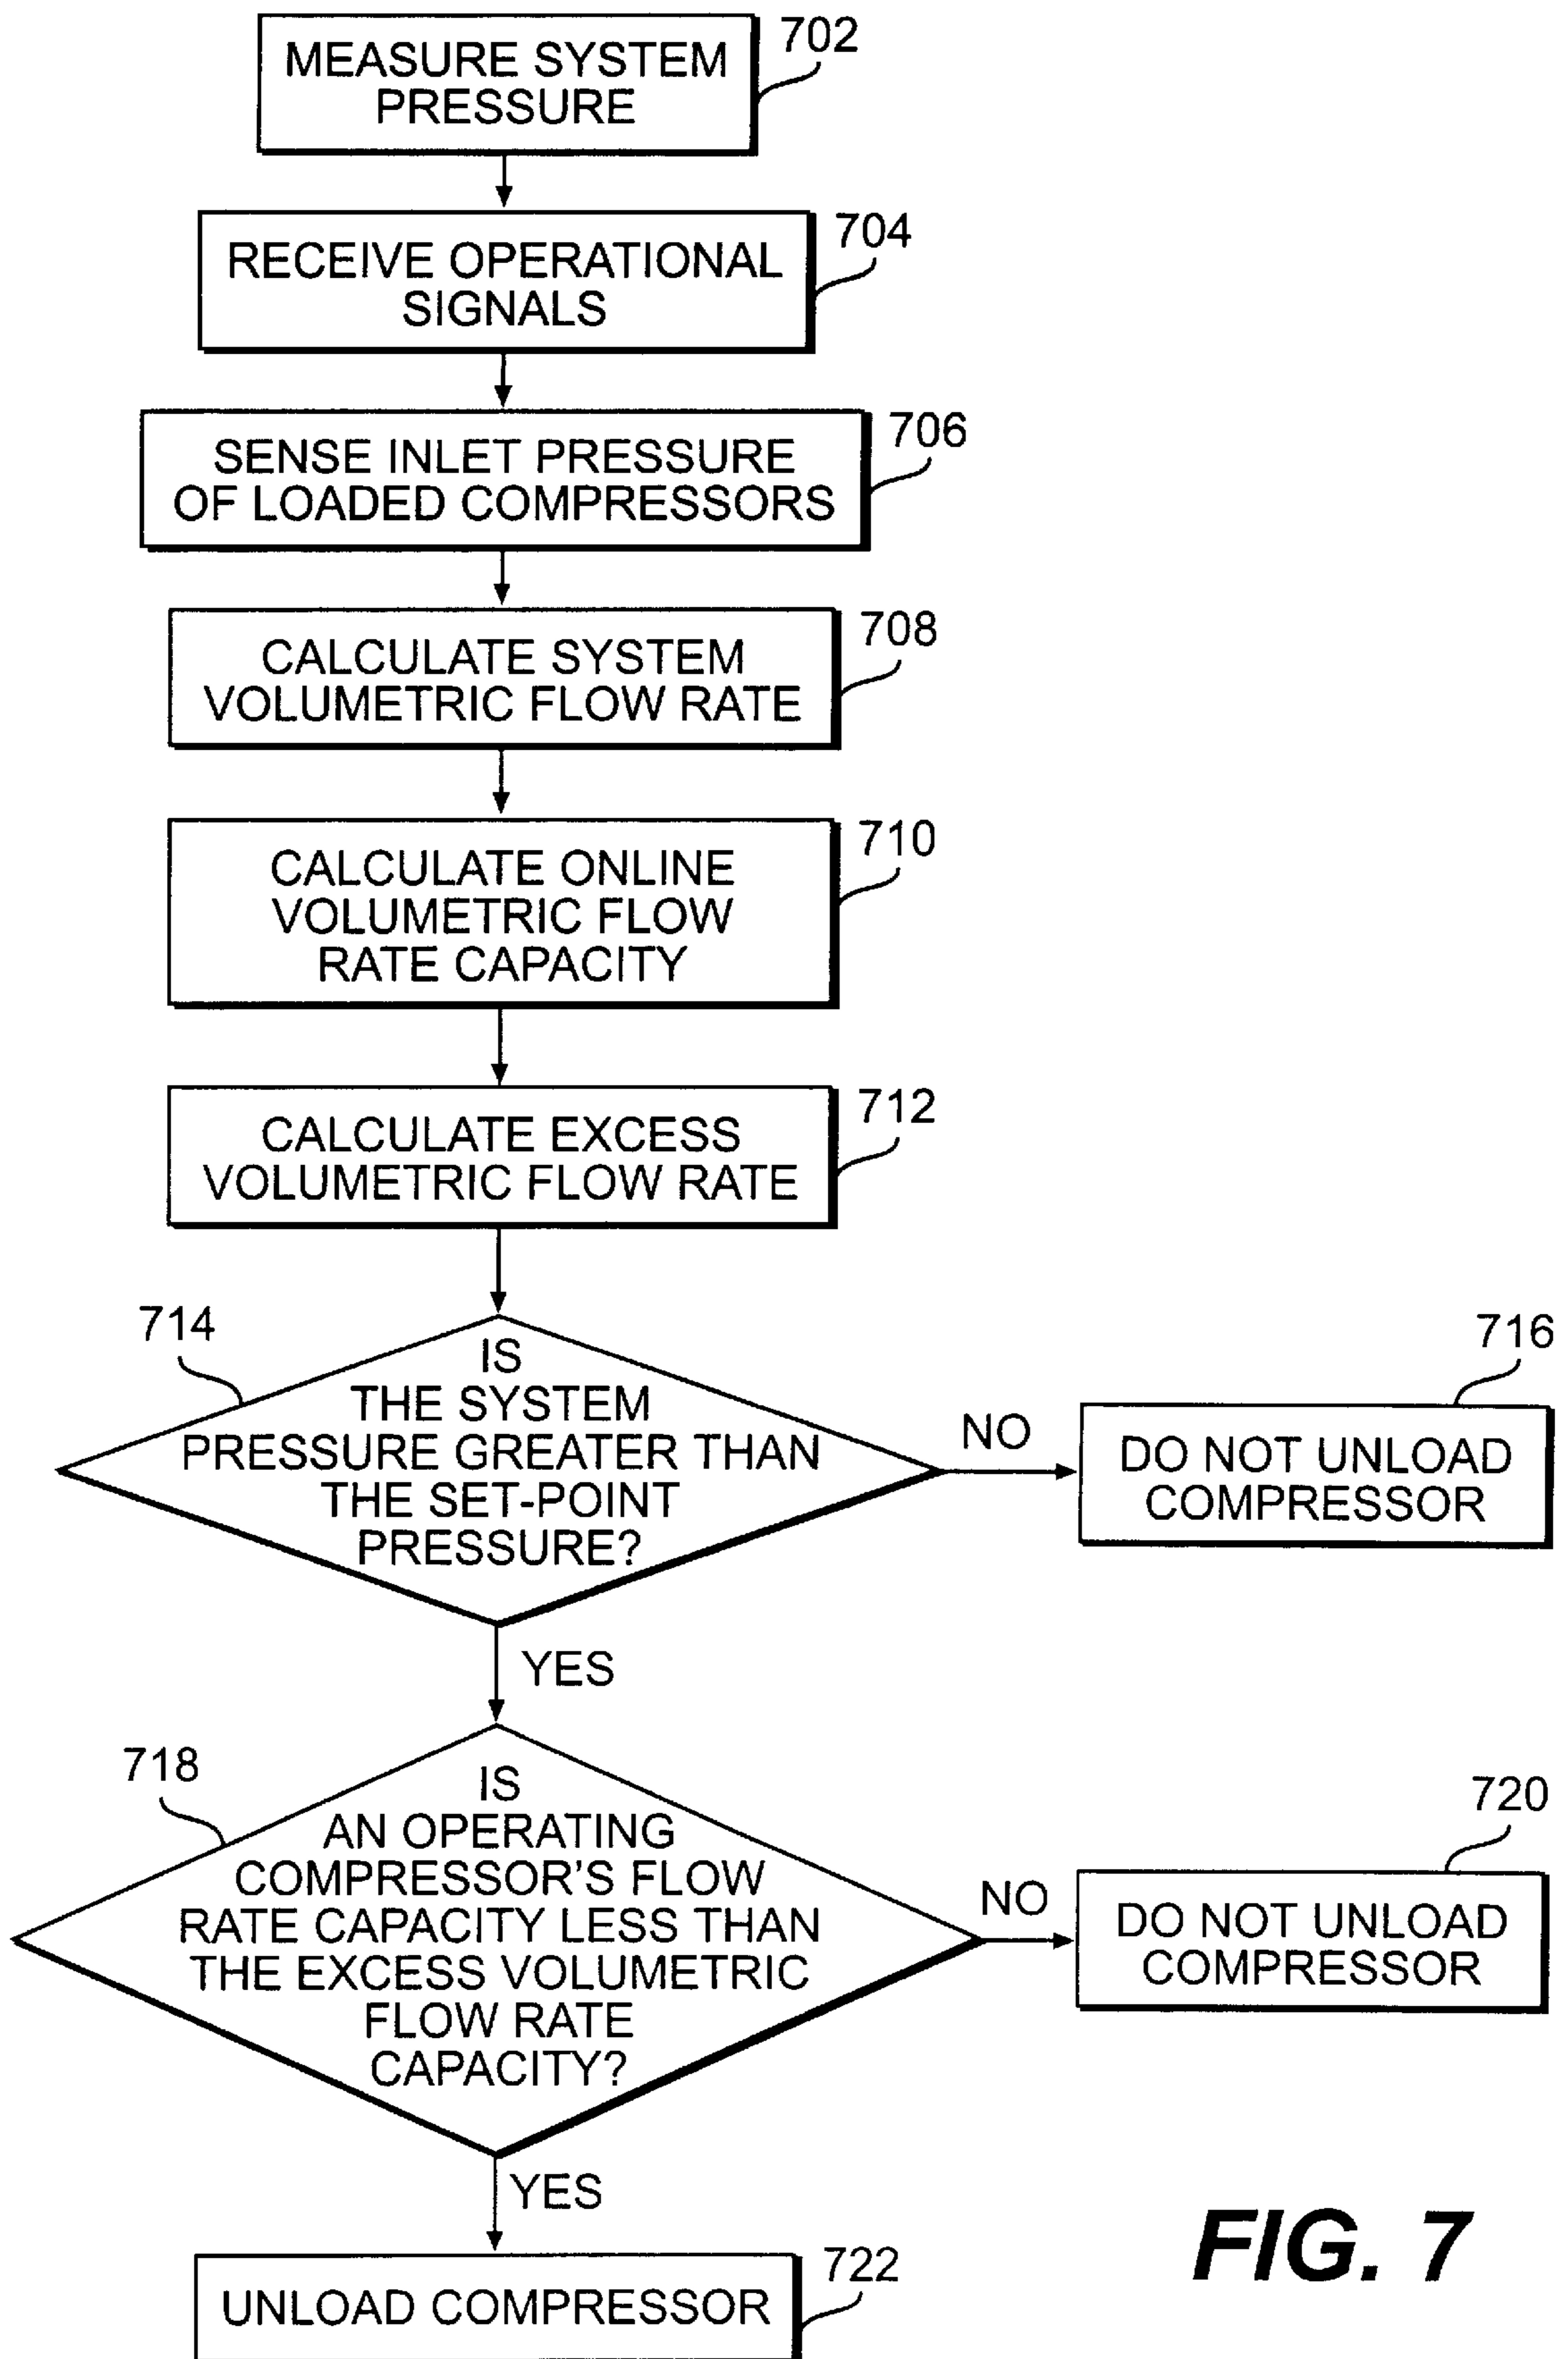 702
MEASURE SYSTEM
PRESSURE
704
RECEIVE OPERATIONAL
SIGNALS
706
SENSE INLET PRESSURE
OF LOADED COMPRESSORS
708
CALCULATE SYSTEM
VOLUMETRIC FLOW RATE
710
CALCULATE ONLINE
VOLUMETRIC FLOW
RATE CAPACITY
712
CALCULATE EXCESS
VOLUMETRIC FLOW RATE
714
IS
THE SYSTEM
PRESSURE GREATER THAN
THE SET-POINT
PRESSURE?
NO
716
DO NOT UNLOAD
COMPRESSOR
YES
718
IS
AN OPERATING
COMPRESSOR'S FLOW
RATE CAPACITY LESS THAN
THE EXCESS VOLUMETRIC
FLOW RATE
CAPACITY?
NO
720
DO NOT UNLOAD
COMPRESSOR
YES
722
UNLOAD COMPRESSOR
FIG. 7